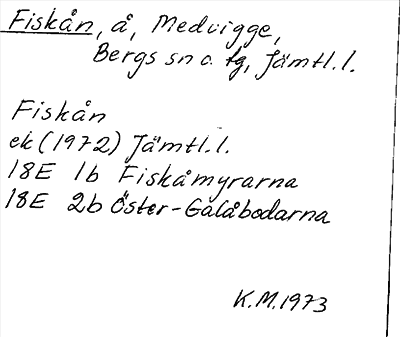 Fiskån, å, Medvigge,
Bergs sn o. tg, Jämtl.l.
Fiskån
ek (1972) Jämtl.l.
18E 1b Fiskåmyrarna
18E 2b Öster-Galåbodarna
K.M.1973